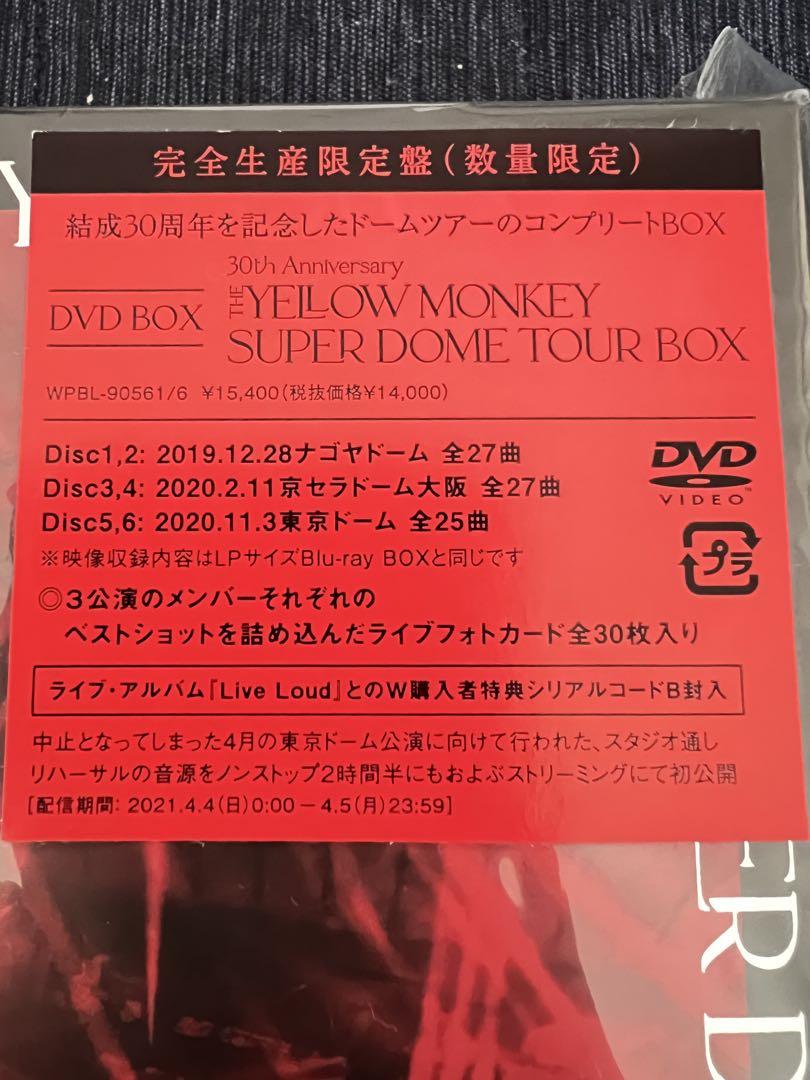 完全生産限定盤(数量限定)
結成30周年を記念したドームツアーのコンプリートBOX
DVD BOX
30th Anniversary
THE YELLOW MONKEY
SUPER DOME TOUR BOX
WPBL-90561/6 ¥15,400(税抜価格¥14,000)
Disc1,2: 2019.12.28ナゴヤドーム 全27曲
Disc3,4: 2020.2.11京セラドーム大阪 全27曲
Disc5,6: 2020.11.3東京ドーム 全25曲
DVD
VIDEO™
プラ
※映像収録内容はLPサイズBlu-ray BOXと同じです
◎3公演のメンバーそれぞれの
ベストショットを詰め込んだライブフォトカード全30枚入り
ライブ・アルバム『Live Loud』とのW購入者特典シリアルコードB封入
中止となってしまった4月の東京ドーム公演に向けて行われた、スタジオ通し
リハーサルの音源をノンストップ2時間半にもおよぶストリーミングにて初公開
[配信期間: 2021.4.4(日)0:00 – 4.5(月)23:59]
Y
ER D